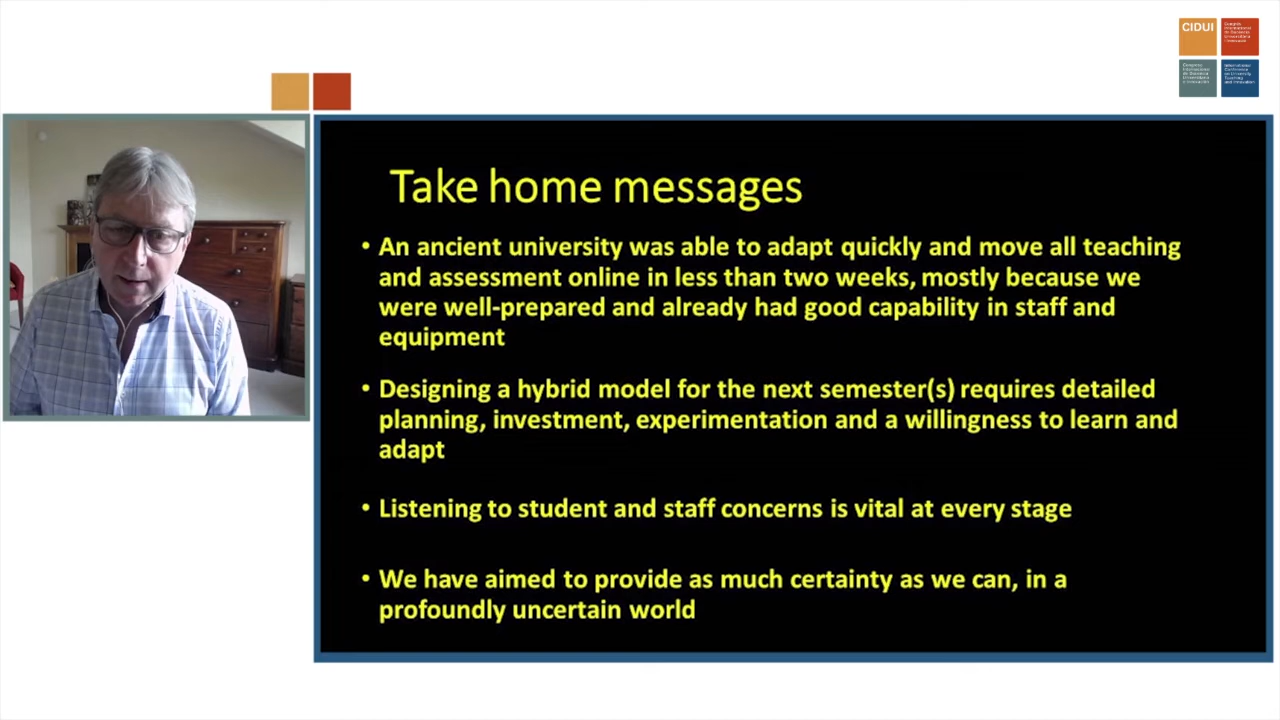 CIDUI
Take home messages
• An ancient university was able to adapt quickly and move all teaching
and assessment online in less than two weeks, mostly because we
were well-prepared and already had good capability in staff and
equipment
• Designing a hybrid model for the next semester(s) requires detailed
planning, investment, experimentation and a willingness to learn and
adapt
• Listening to student and staff concerns is vital at every stage
• We have aimed to provide as much certainty as we can, in a
profoundly uncertain world